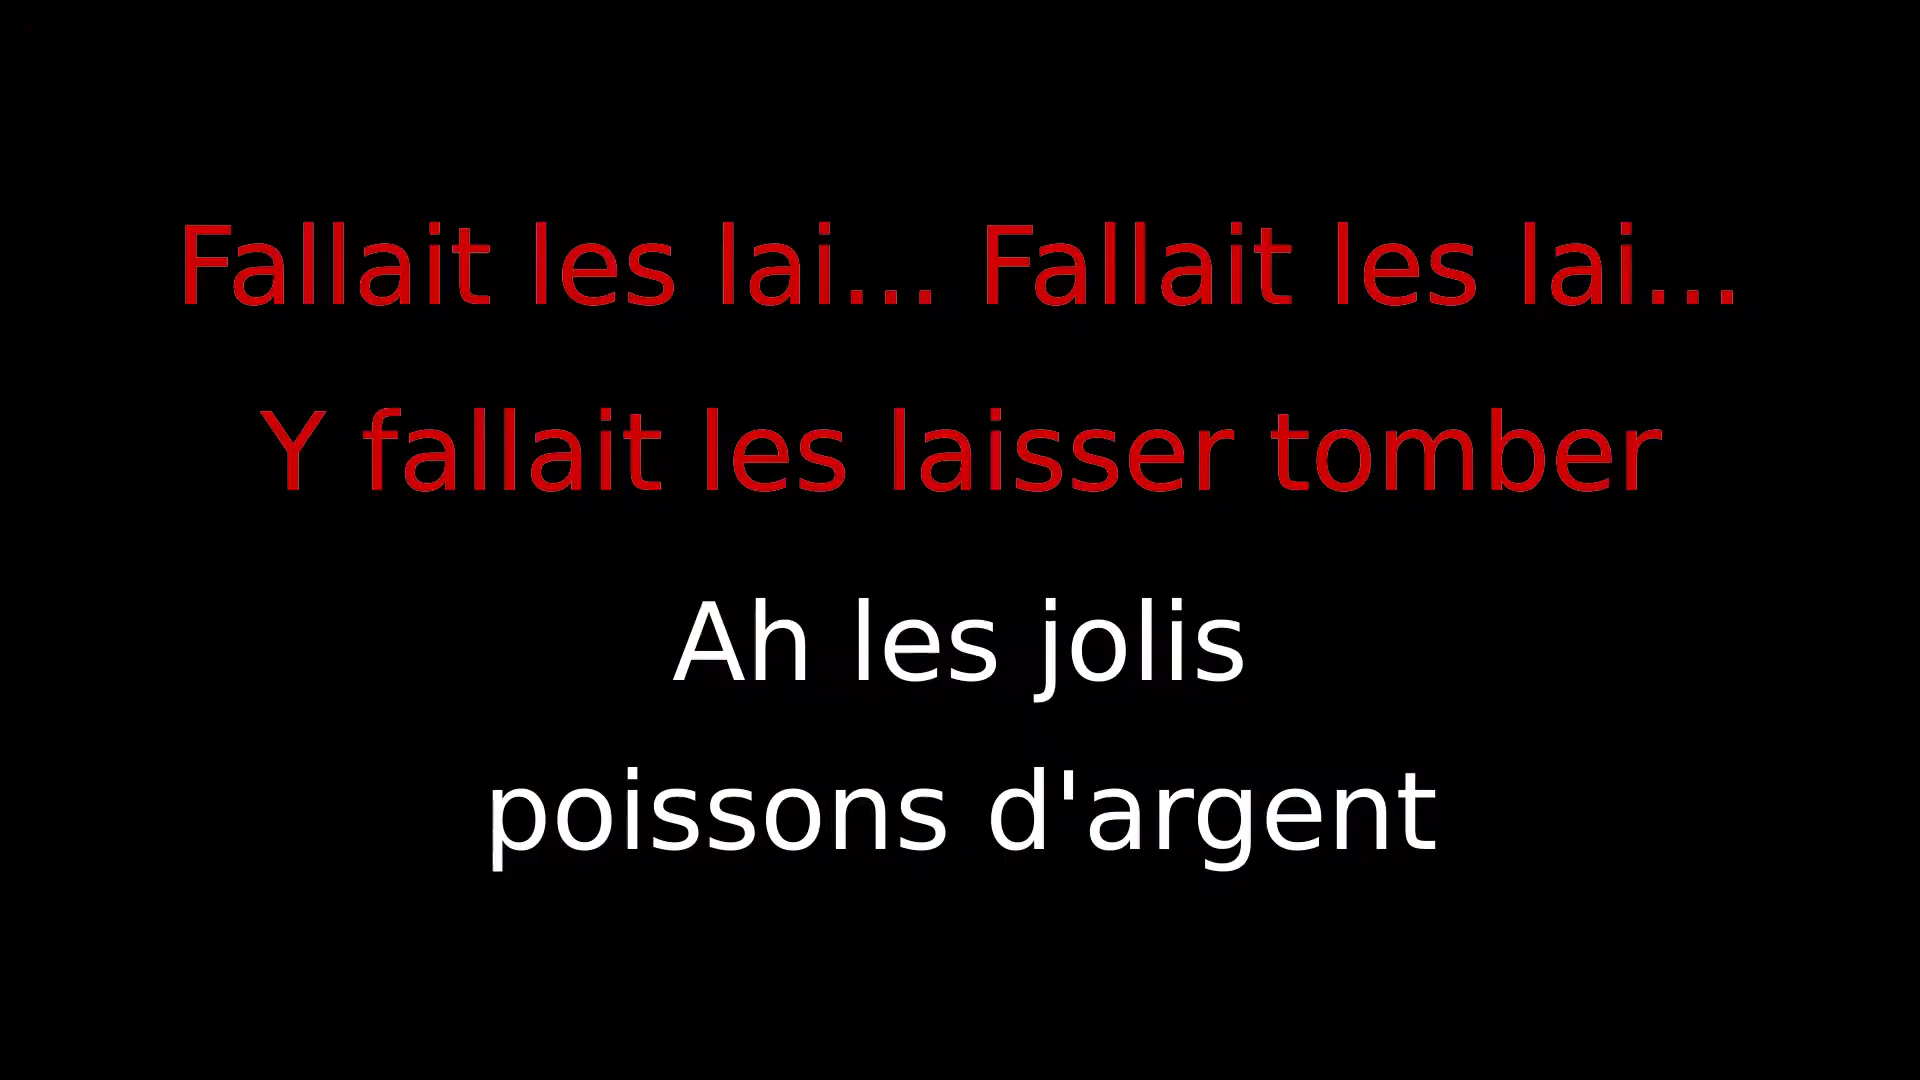 Fallait les lai... Fallait les lai...
Y fallait les laisser tomber
Ah les jolis
poissons d'argent